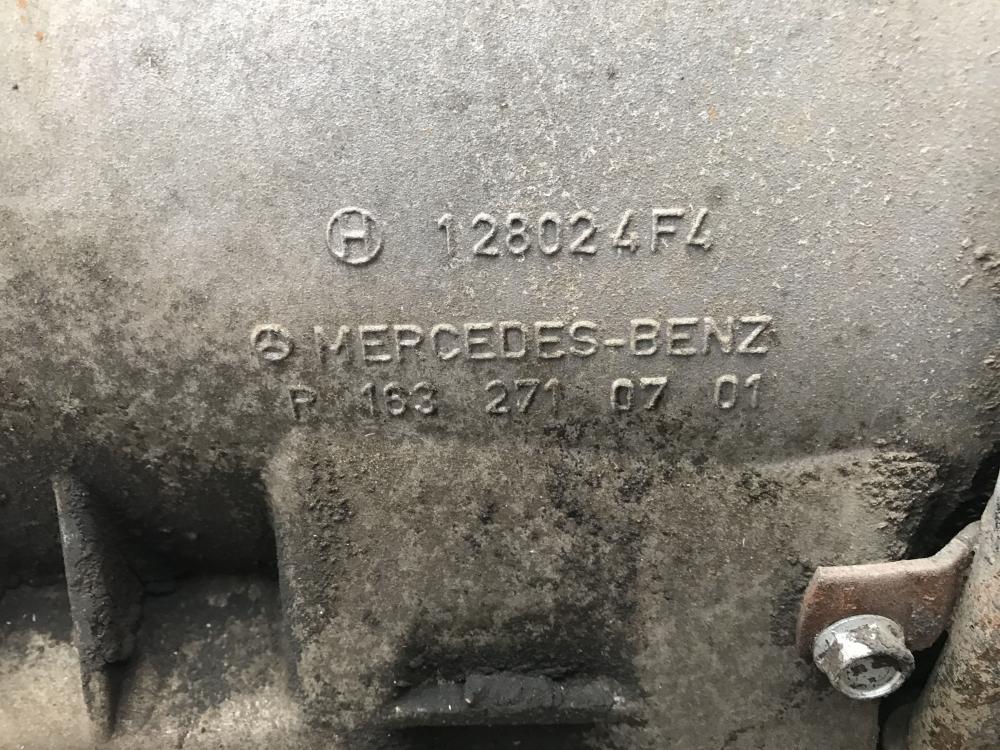 H 128024F4
MERCEDES-BENZ
R 163 271 07 01